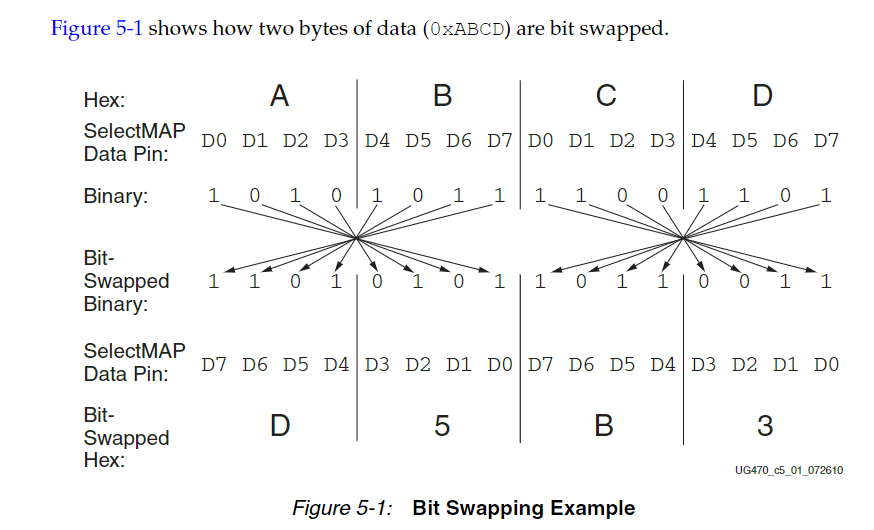 Figure 5-1 shows how two bytes of data (0xABCD) are bit swapped.
Hex: A B C D
SelectMAP Data Pin: D0 D1 D2 D3 D4 D5 D6 D7 D0 D1 D2 D3 D4 D5 D6 D7
Binary: 1 0 1 0 1 0 1 1 1 1 0 0 1 1 0 1
Bit-Swapped Binary: 1 1 0 1 0 1 0 1 1 0 1 1 0 0 1 1
SelectMAP Data Pin: D7 D6 D5 D4 D3 D2 D1 D0 D7 D6 D5 D4 D3 D2 D1 D0
Bit-Swapped Hex: D 5 B 3
UG470_c5_01_072610
Figure 5-1: Bit Swapping Example